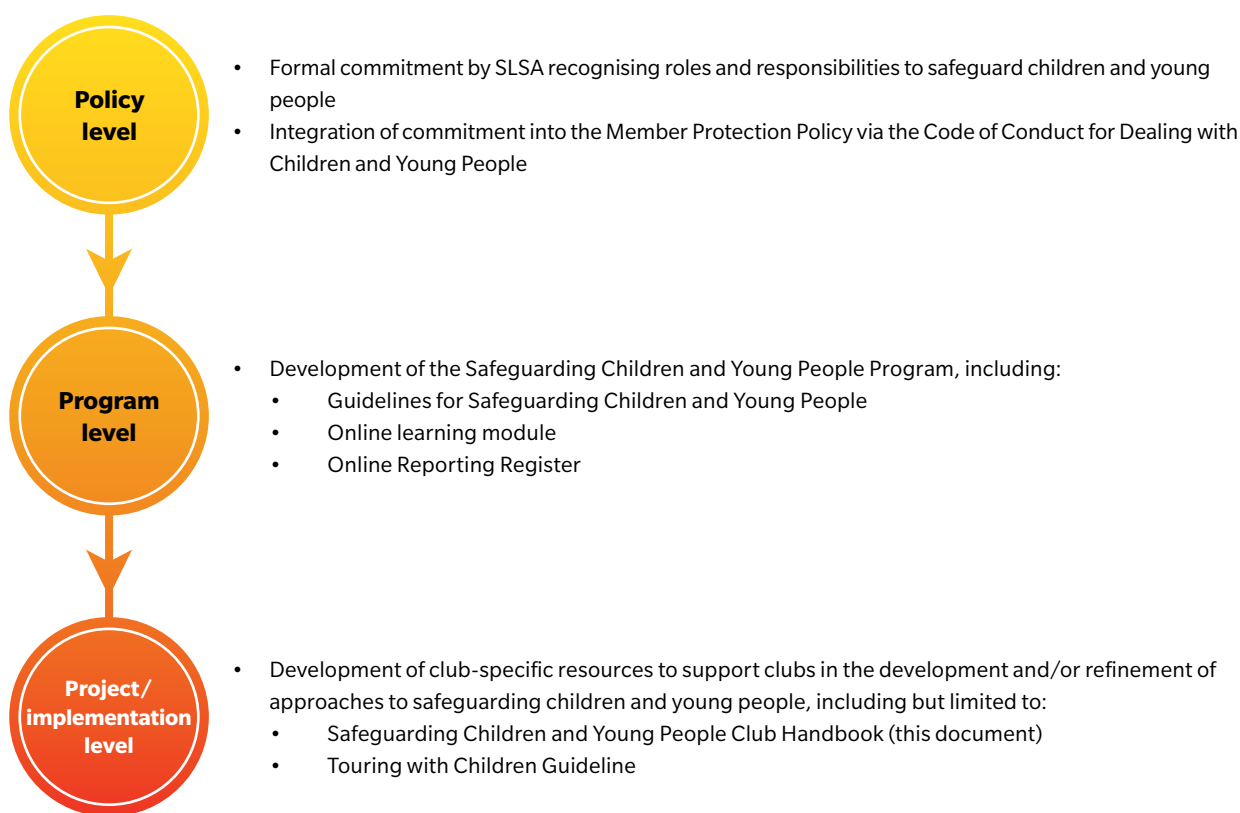 Policy
level
• Formal commitment by SLSA recognising roles and responsibilities to safeguard children and young
people
• Integration of commitment into the Member Protection Policy via the Code of Conduct for Dealing with
Children and Young People
Program
level
• Development of the Safeguarding Children and Young People Program, including:
• Guidelines for Safeguarding Children and Young People
• Online learning module
• Online Reporting Register
Project/
implementation
level
• Development of club-specific resources to support clubs in the development and/or refinement of
approaches to safeguarding children and young people, including but limited to:
• Safeguarding Children and Young People Club Handbook (this document)
• Touring with Children Guideline